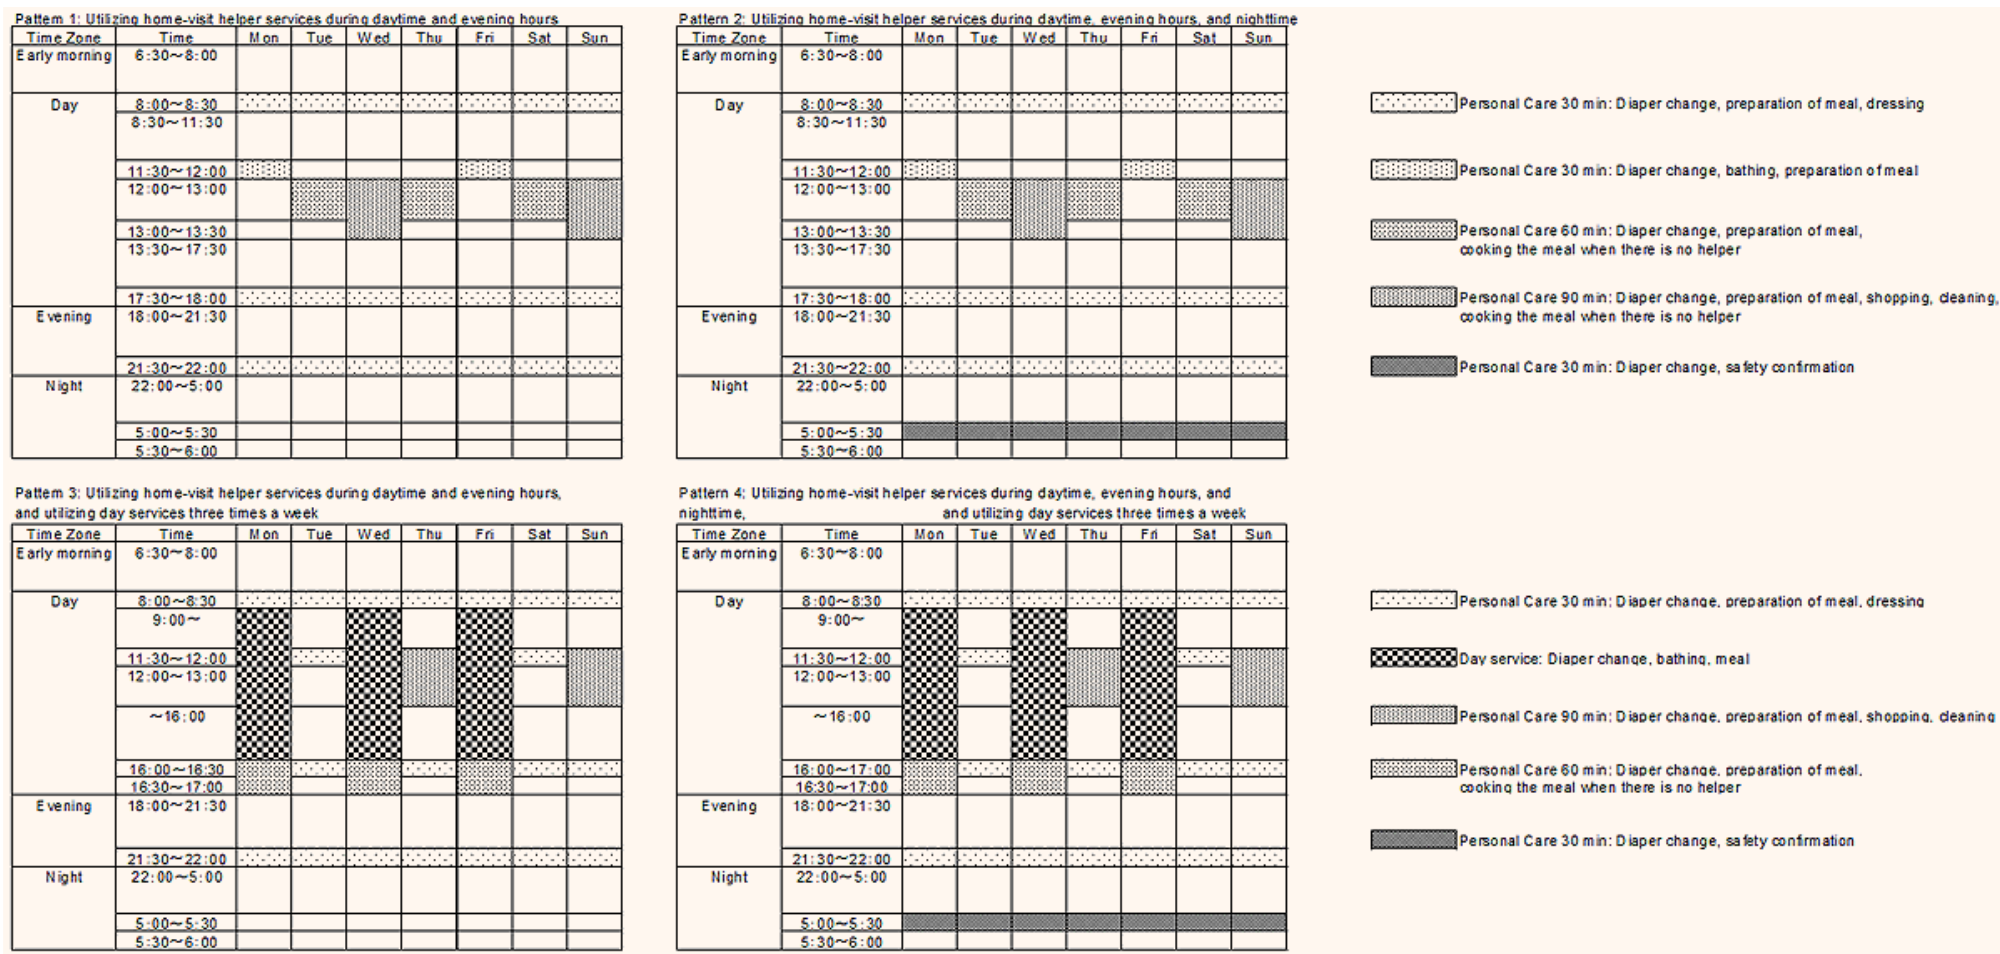 Pattern 1: Utilizing home-visit helper services during daytime and evening hours
Time Zone Time Mon Tue Wed Thu Fri Sat Sun
Early morning 6:30~8:00
Day 8:00~8:30
8:30~11:30
11:30~12:00
12:00~13:00
13:00~13:30
13:30~17:30
17:30~18:00
Evening 18:00~21:30
21:30~22:00
Night 22:00~5:00
5:00~5:30
5:30~6:00
Pattern 2: Utilizing home-visit helper services during daytime, evening hours, and nighttime
Time Zone Time Mon Tue Wed Thu Fri Sat Sun
Early morning 6:30~8:00
Day 8:00~8:30
8:30~11:30
11:30~12:00
12:00~13:00
13:00~13:30
13:30~17:30
17:30~18:00
Evening 18:00~21:30
21:30~22:00
Night 22:00~5:00
5:00~5:30
5:30~6:00
Personal Care 30 min: Diaper change, preparation of meal, dressing
Personal Care 30 min: Diaper change, bathing, preparation of meal
Personal Care 60 min: Diaper change, preparation of meal,
cooking the meal when there is no helper
Personal Care 90 min: Diaper change, preparation of meal, shopping, cleaning,
cooking the meal when there is no helper
Personal Care 30 min: Diaper change, safety confirmation
Pattern 3: Utilizing home-visit helper services during daytime and evening hours,
and utilizing day services three times a week
Time Zone Time Mon Tue Wed Thu Fri Sat Sun
Early morning 6:30~8:00
Day 8:00~8:30
9:00~
11:30~12:00
12:00~13:00
~16:00
16:00~16:30
16:30~17:00
Evening 18:00~21:30
21:30~22:00
Night 22:00~5:00
5:00~5:30
5:30~6:00
Pattern 4: Utilizing home-visit helper services during daytime, evening hours, and
nighttime, and utilizing day services three times a week
Time Zone Time Mon Tue Wed Thu Fri Sat Sun
Early morning 6:30~8:00
Day 8:00~8:30
9:00~
11:30~12:00
12:00~13:00
~16:00
16:00~17:00
16:30~17:00
Evening 18:00~21:30
21:30~22:00
Night 22:00~5:00
5:00~5:30
5:30~6:00
Personal Care 30 min: Diaper change, preparation of meal, dressing
Day service: Diaper change, bathing, meal
Personal Care 90 min: Diaper change, preparation of meal, shopping, cleaning
Personal Care 60 min: Diaper change, preparation of meal,
cooking the meal when there is no helper
Personal Care 30 min: Diaper change, safety confirmation